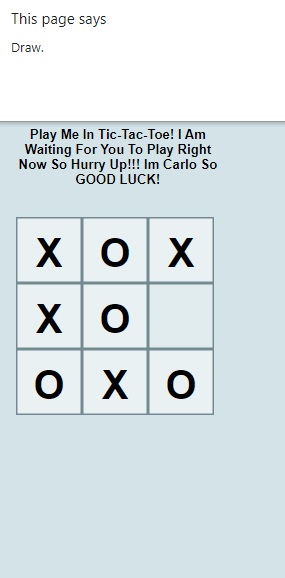 This page says
Draw.
Play Me In Tic-Tac-Toe! I Am
Waiting For You To Play Right
Now So Hurry Up!!! Im Carlo So
GOOD LUCK!
X O X
X O
O X O